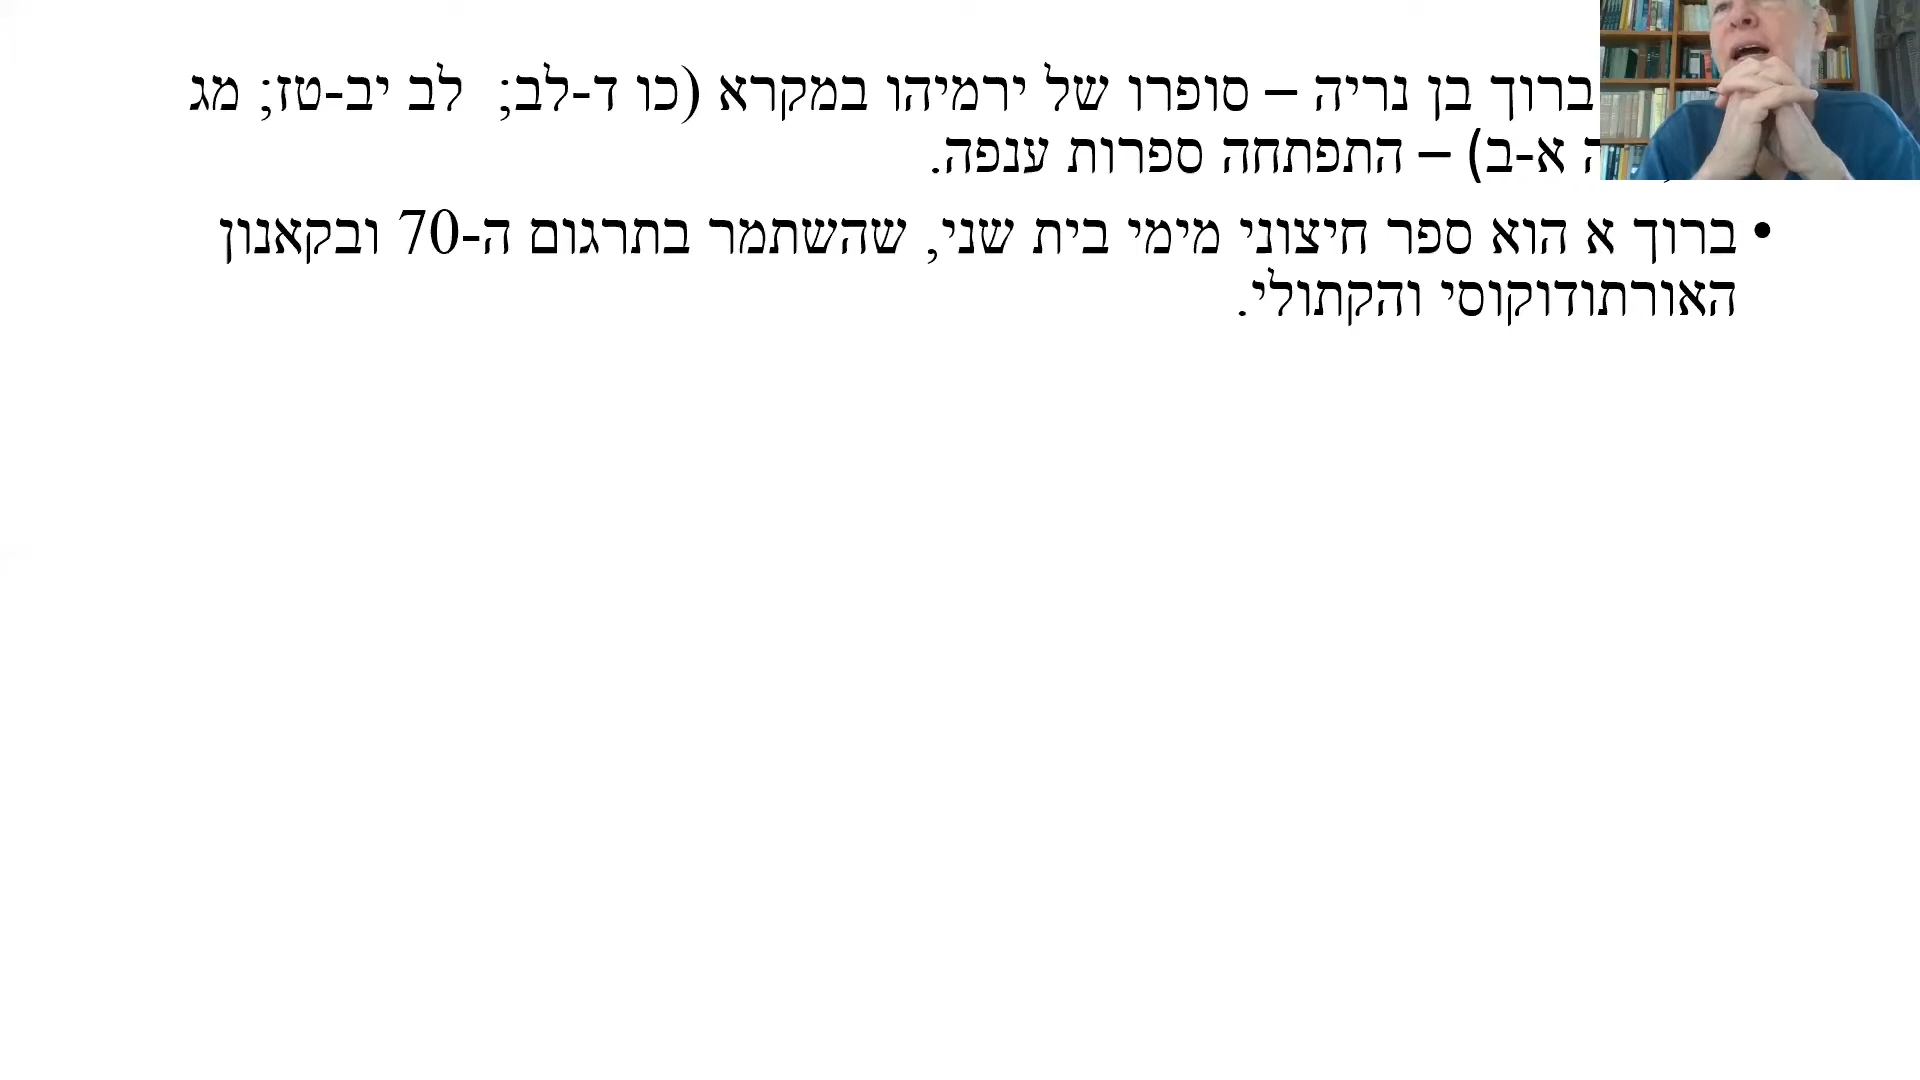 ברוך בן נריה – סופרו של ירמיהו במקרא (כו ד-לב; לב יב-טז; מג
א-ב) – התפתחה ספרות ענפה.
• ברוך א הוא ספר חיצוני מימי בית שני, שהשתמר בתרגום ה-70 ובקאנון
האורתודוקוסי והקתולי.